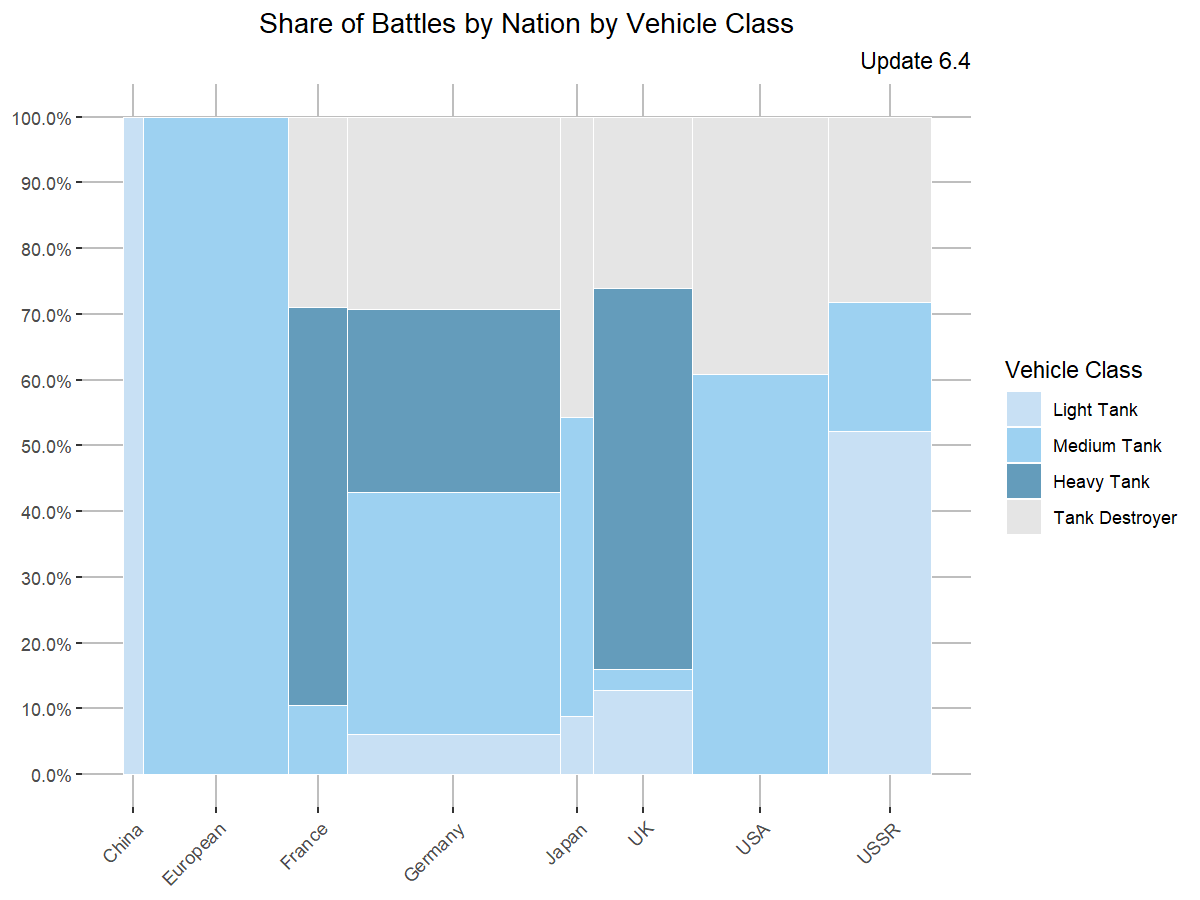 Share of Battles by Nation by Vehicle Class
Update 6.4
100.0%
90.0%
80.0%
70.0%
60.0%
50.0%
40.0%
30.0%
20.0%
10.0%
0.0%
China
European
France
Germany
Japan
UK
USA
USSR
Vehicle Class
Light Tank
Medium Tank
Heavy Tank
Tank Destroyer